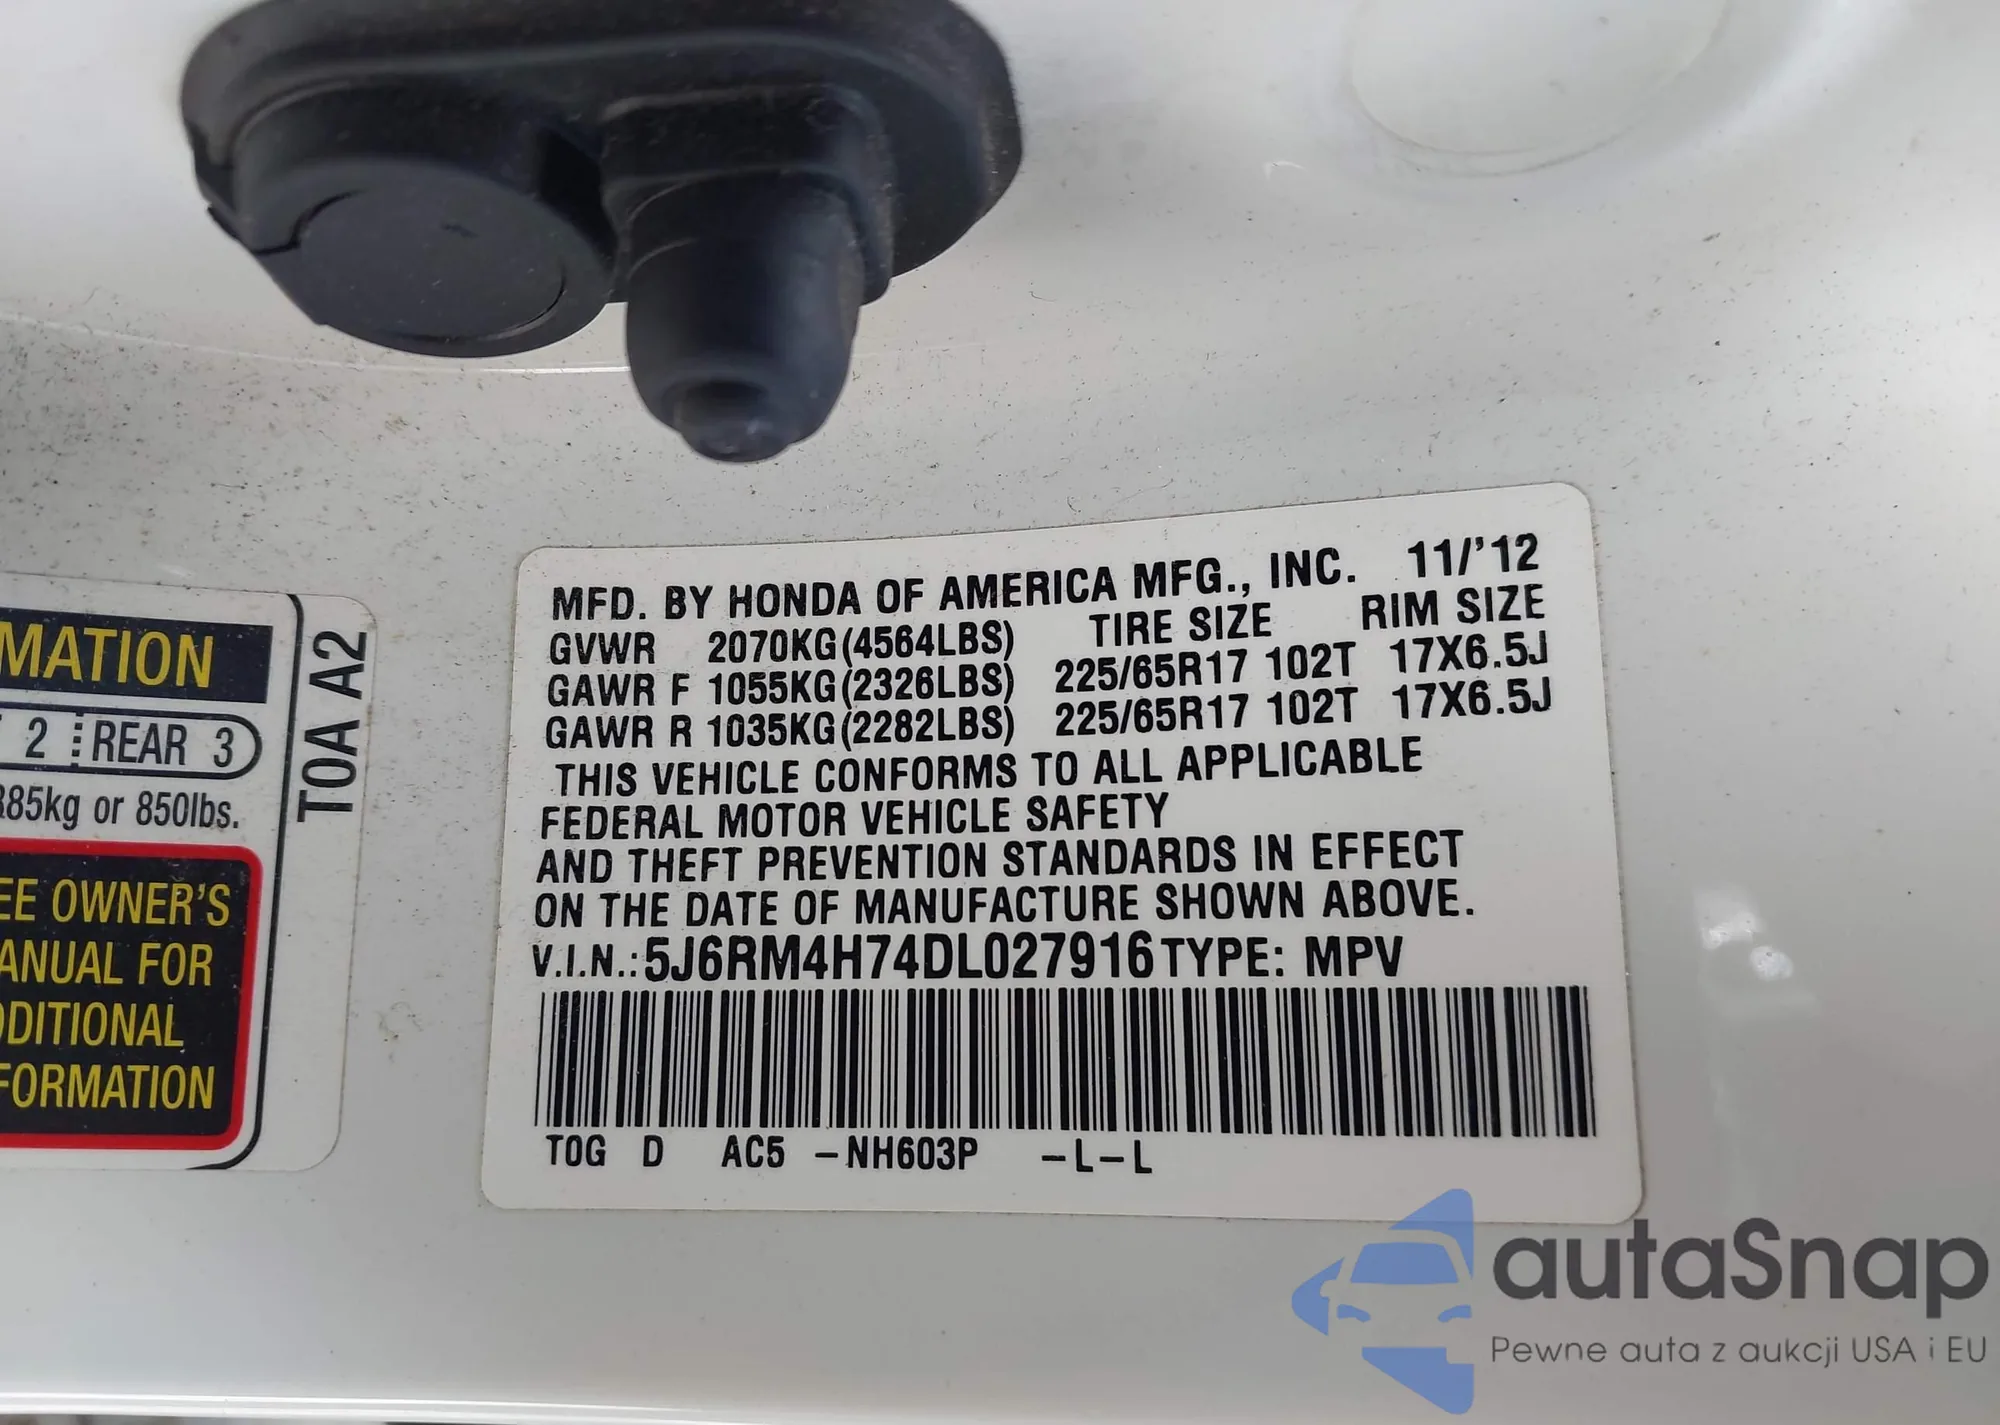 MATION
2 REAR 3
85kg or 850lbs.
EE OWNER'S
ANUAL FOR
DDITIONAL
FORMATION
T0A A2
MFD. BY HONDA OF AMERICA MFG., INC. 11/'12
GVWR 2070KG(4564LBS) TIRE SIZE RIM SIZE
GAWR F 1055KG(2326LBS) 225/65R17 102T 17X6.5J
GAWR R 1035KG(2282LBS) 225/65R17 102T 17X6.5J
THIS VEHICLE CONFORMS TO ALL APPLICABLE
FEDERAL MOTOR VEHICLE SAFETY
AND THEFT PREVENTION STANDARDS IN EFFECT
ON THE DATE OF MANUFACTURE SHOWN ABOVE.
V.I.N.:5J6RM4H74DL027916 TYPE: MPV
T0G D AC5 -NH603P -L-L
autaSnap
Pewne auta z aukcji USA i EU